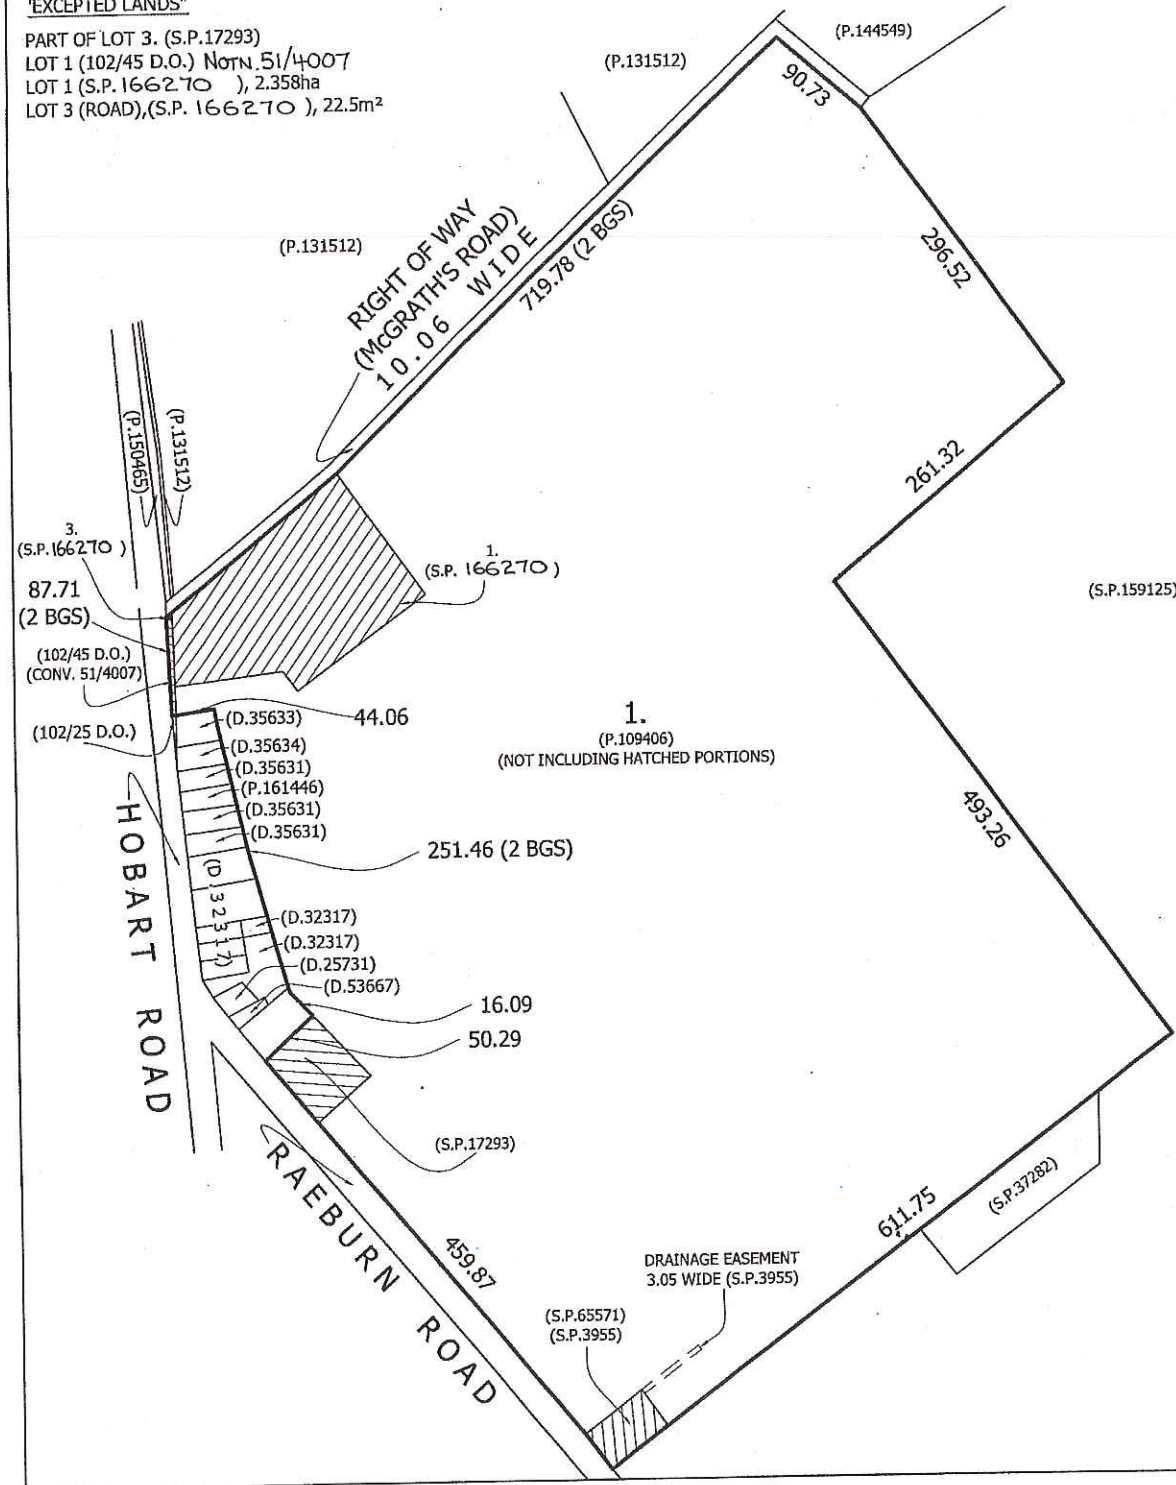 "EXCEPTED LANDS"
PART OF LOT 3. (S.P.17293)
LOT 1 (102/45 D.O.) NOTN. 51/4007
LOT 1 (S.P. 166270 ), 2.358ha
LOT 3 (ROAD),(S.P. 166270 ), 22.5m²
(P.144549)
(P.131512)
90.73
RIGHT OF WAY
(McGRATH'S ROAD)
10.06 WIDE
719.78 (2 BGS)
(P.131512)
296.52
(P.150465)
(P.131512)
261.32
3.
(S.P.166270 )
1.
(S.P. 166270 )
87.71
(2 BGS)
(S.P.159125)
(102/45 D.O.)
(CONV. 51/4007)
(102/25 D.O.)
44.06
1.
(P.109406)
(NOT INCLUDING HATCHED PORTIONS)
(D.35633)
(D.35634)
(D.35631)
(P.161446)
(D.35631)
(D.35631)
251.46 (2 BGS)
493.26
HOBART ROAD
(D.32317)
(D.32317)
(D.32317)
(D.25731)
(D.53667)
16.09
50.29
(S.P.17293)
RAEBURN ROAD
459.87
(S.P.37282)
611.75
DRAINAGE EASEMENT
3.05 WIDE (S.P.3955)
(S.P.65571)
(S.P.3955)